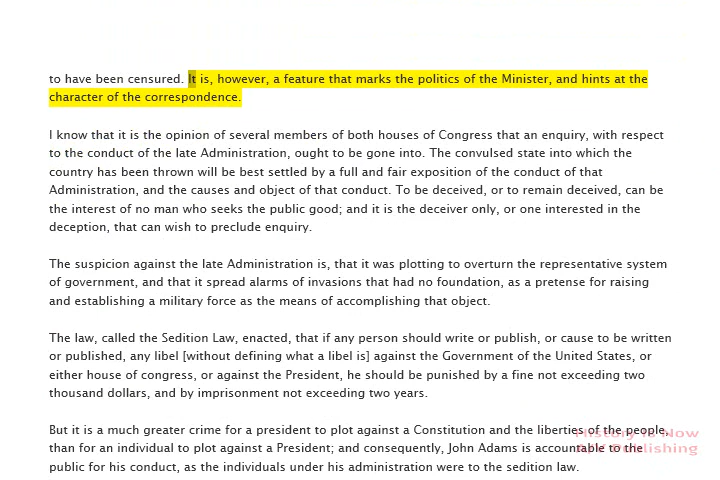 to have been censured. It is, however, a feature that marks the politics of the Minister, and hints at the
character of the correspondence.
I know that it is the opinion of several members of both houses of Congress that an enquiry, with respect
to the conduct of the late Administration, ought to be gone into. The convulsed state into which the
country has been thrown will be best settled by a full and fair exposition of the conduct of that
Administration, and the causes and object of that conduct. To be deceived, or to remain deceived, can be
the interest of no man who seeks the public good; and it is the deceiver only, or one interested in the
deception, that can wish to preclude enquiry.
The suspicion against the late Administration is, that it was plotting to overturn the representative system
of government, and that it spread alarms of invasions that had no foundation, as a pretense for raising
and establishing a military force as the means of accomplishing that object.
The law, called the Sedition Law, enacted, that if any person should write or publish, or cause to be written
or published, any libel [without defining what a libel is] against the Government of the United States, or
either house of congress, or against the President, he should be punished by a fine not exceeding two
thousand dollars, and by imprisonment not exceeding two years.
But it is a much greater crime for a president to plot against a Constitution and the liberties of the people,
than for an individual to plot against a President; and consequently, John Adams is accountable to the
public for his conduct, as the individuals under his administration were to the sedition law.
History Is Now
Publishing